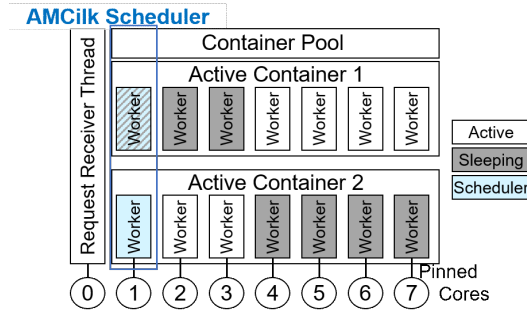 AMCilk Scheduler
Request Receiver Thread
Container Pool
Active Container 1
Worker
Worker
Worker
Worker
Worker
Worker
Worker
Active
Sleeping
Scheduler
Active Container 2
Worker
Worker
Worker
Worker
Worker
Worker
Worker
0 1 2 3 4 5 6 7
Pinned
Cores